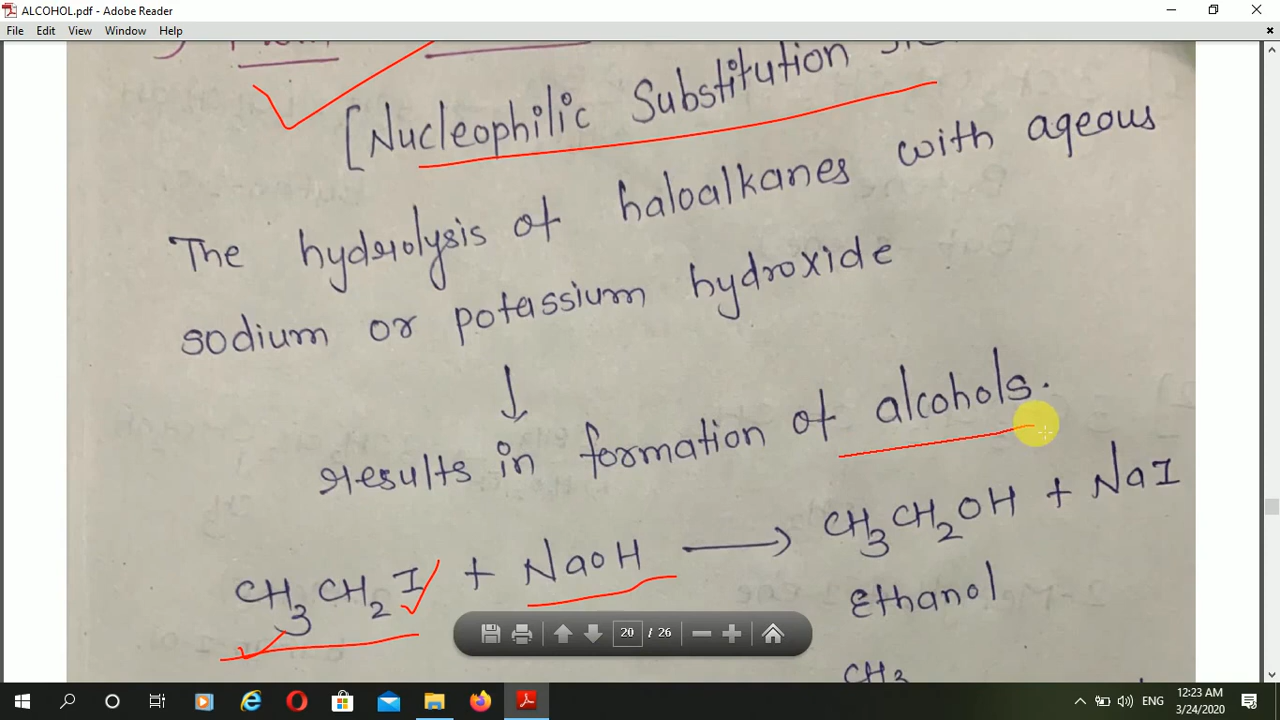 ALCOHOL.pdf - Adobe Reader
File Edit View Window Help
[Nucleophilic Substitution
The hydrolysis of haloalkanes with aqeous
sodium or potassium hydroxide
↓
results in formation of alcohols.
CH3CH2I + NaOH → CH3CH2OH + NaI
Ethanol
CH3
20 / 26
ENG
12:23 AM
3/24/2020